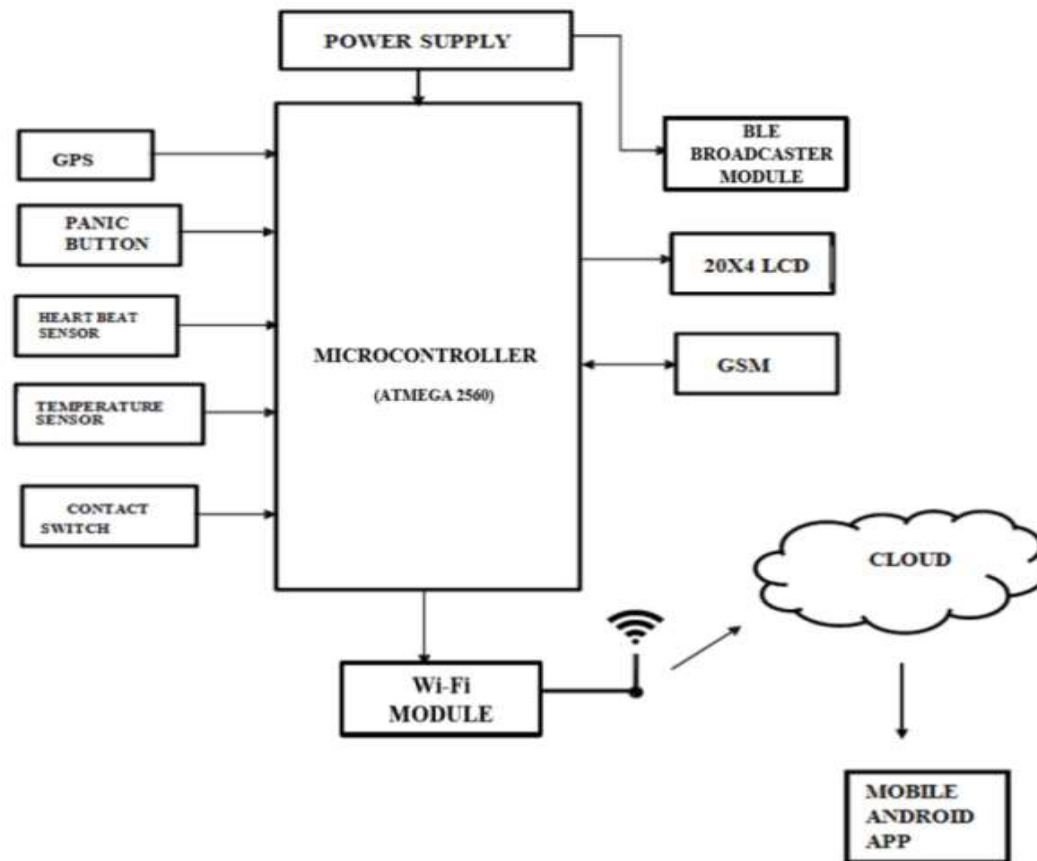 POWER SUPPLY
BLE
BROADCASTER
MODULE
GPS
PANIC
BUTTON
20X4 LCD
HEART BEAT
SENSOR
MICROCONTROLLER
(ATMEGA 2560)
GSM
TEMPERATURE
SENSOR
CONTACT
SWITCH
CLOUD
Wi-Fi
MODULE
MOBILE
ANDROID
APP